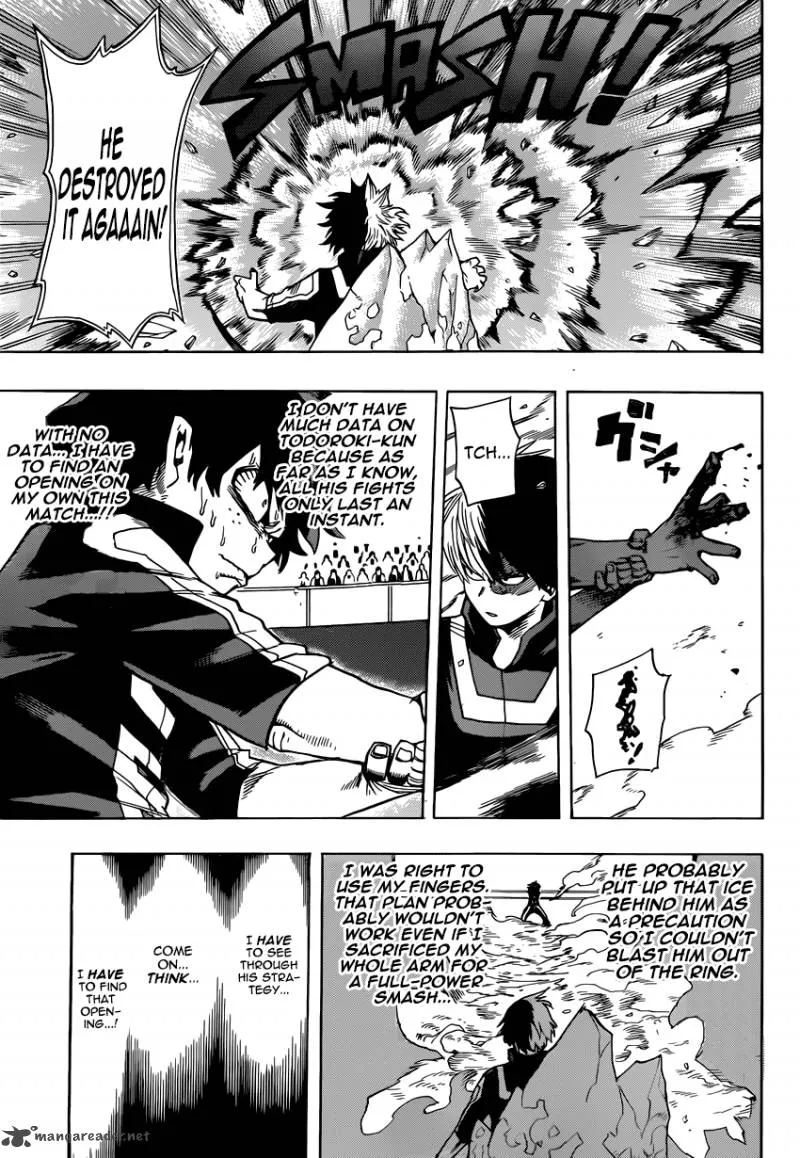 SMASH!
HE
DESTROYED
IT AGAAAIN!
グシャ
TCH...
I DON'T HAVE
MUCH DATA ON
TODOROKI-KUN
BECAUSE AS
FAR AS I KNOW,
ALL HIS FIGHTS
ONLY LAST AN
INSTANT.
WITH NO
DATA... I HAVE
TO FIND AN
OPENING ON
MY OWN THIS
MATCH...!!
HE PROBABLY
PUT UP THAT ICE
BEHIND HIM AS
A PRECAUTION
SO I COULDN'T
BLAST HIM OUT
OF THE RING.
I WAS RIGHT TO
USE MY FINGERS.
THAT PLAN PROB-
ABLY WOULDN'T
WORK EVEN IF I
SACRIFICED MY
WHOLE ARM FOR
A FULL-POWER
SMASH...
I HAVE
TO SEE
THROUGH
HIS STRA-
TEGY...
COME
ON...
THINK...
I HAVE
TO FIND
THAT
OPEN-
ING...!
mangareader.net